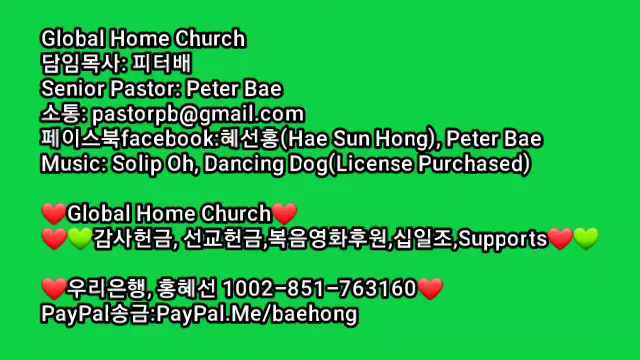 Global Home Church
담임목사: 피터배
Senior Pastor: Peter Bae
소통: pastorpb@gmail.com
페이스북facebook:혜선홍(Hae Sun Hong), Peter Bae
Music: Solip Oh, Dancing Dog(License Purchased)
❤️Global Home Church❤️
❤️💚감사헌금, 선교헌금,복음영화후원,십일조,Supports❤️💚
❤️우리은행, 홍혜선 1002-851-763160❤️
PayPal송금:PayPal.Me/baehong